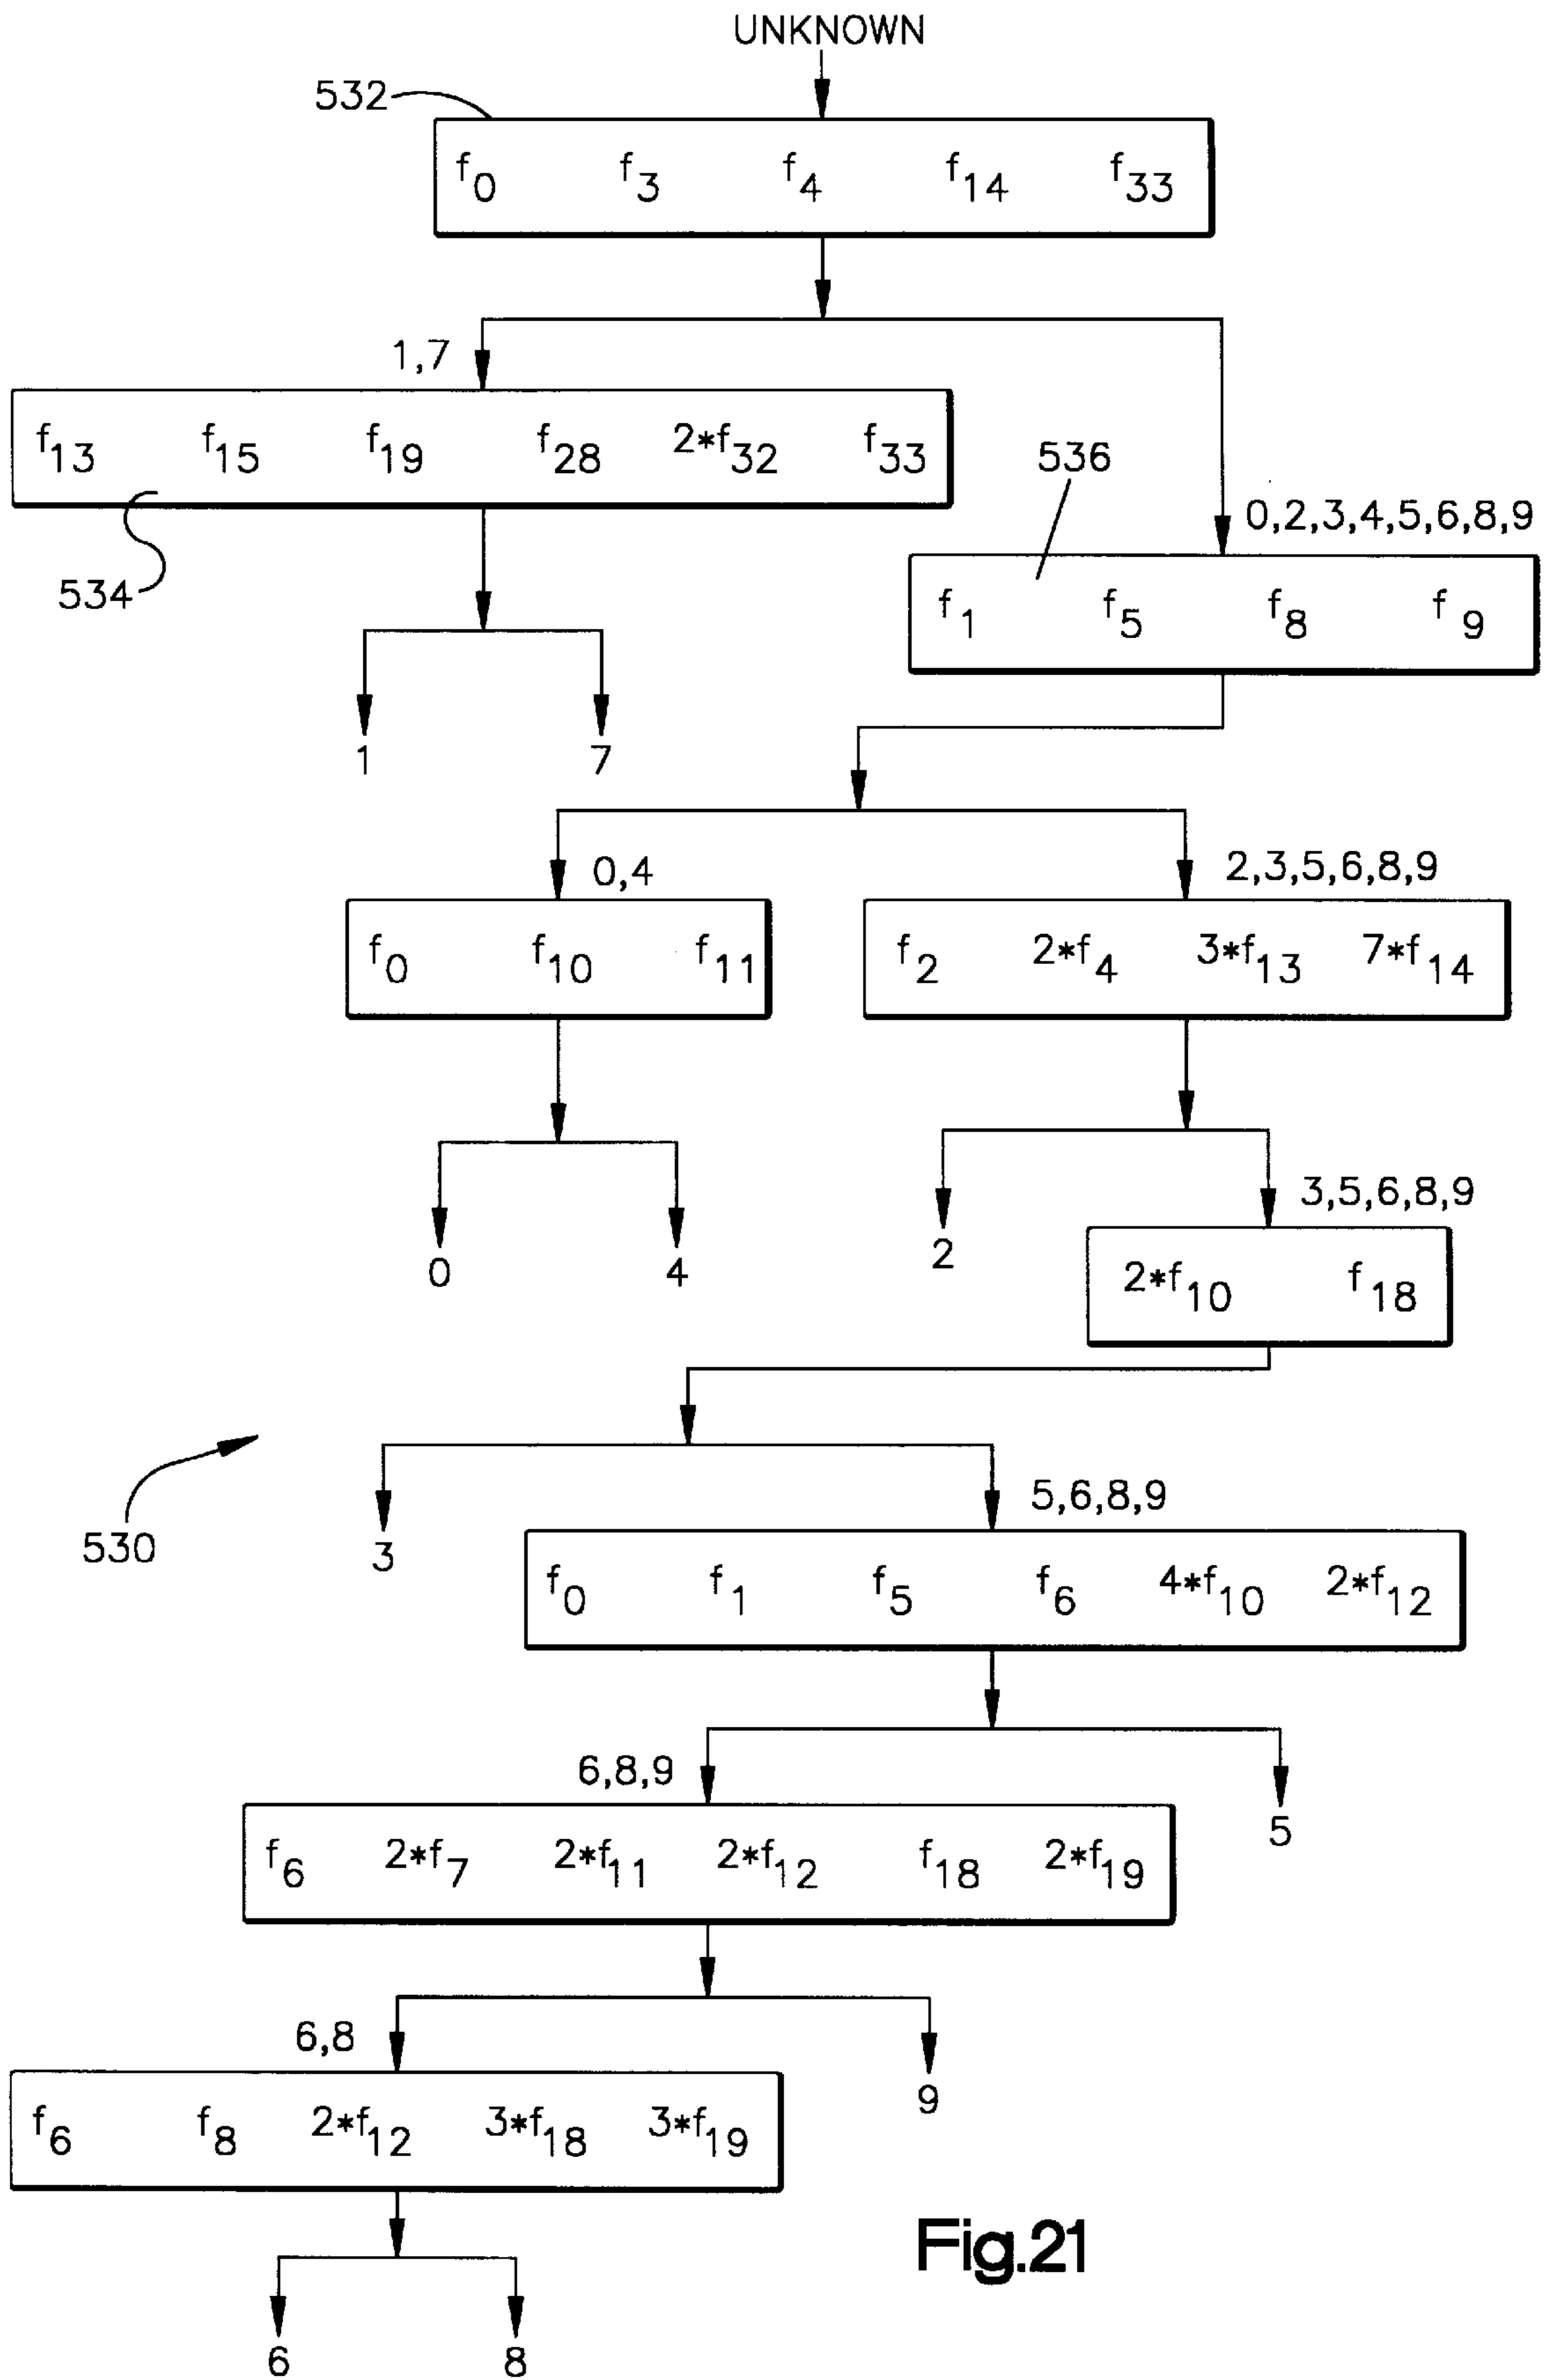 UNKNOWN
532
f0 f3 f4 f14 f33
1,7
f13 f15 f19 f28 2*f32 f33
536
534
0,2,3,4,5,6,8,9
f1 f5 f8 f9
1 7
0,4
2,3,5,6,8,9
f0 f10 f11
f2 2*f4 3*f13 7*f14
0 4
2
3,5,6,8,9
2*f10 f18
530
3
5,6,8,9
f0 f1 f5 f6 4*f10 2*f12
6,8,9
5
f6 2*f7 2*f11 2*f12 f18 2*f19
6,8
9
f6 f8 2*f12 3*f18 3*f19
6 8
Fig.21